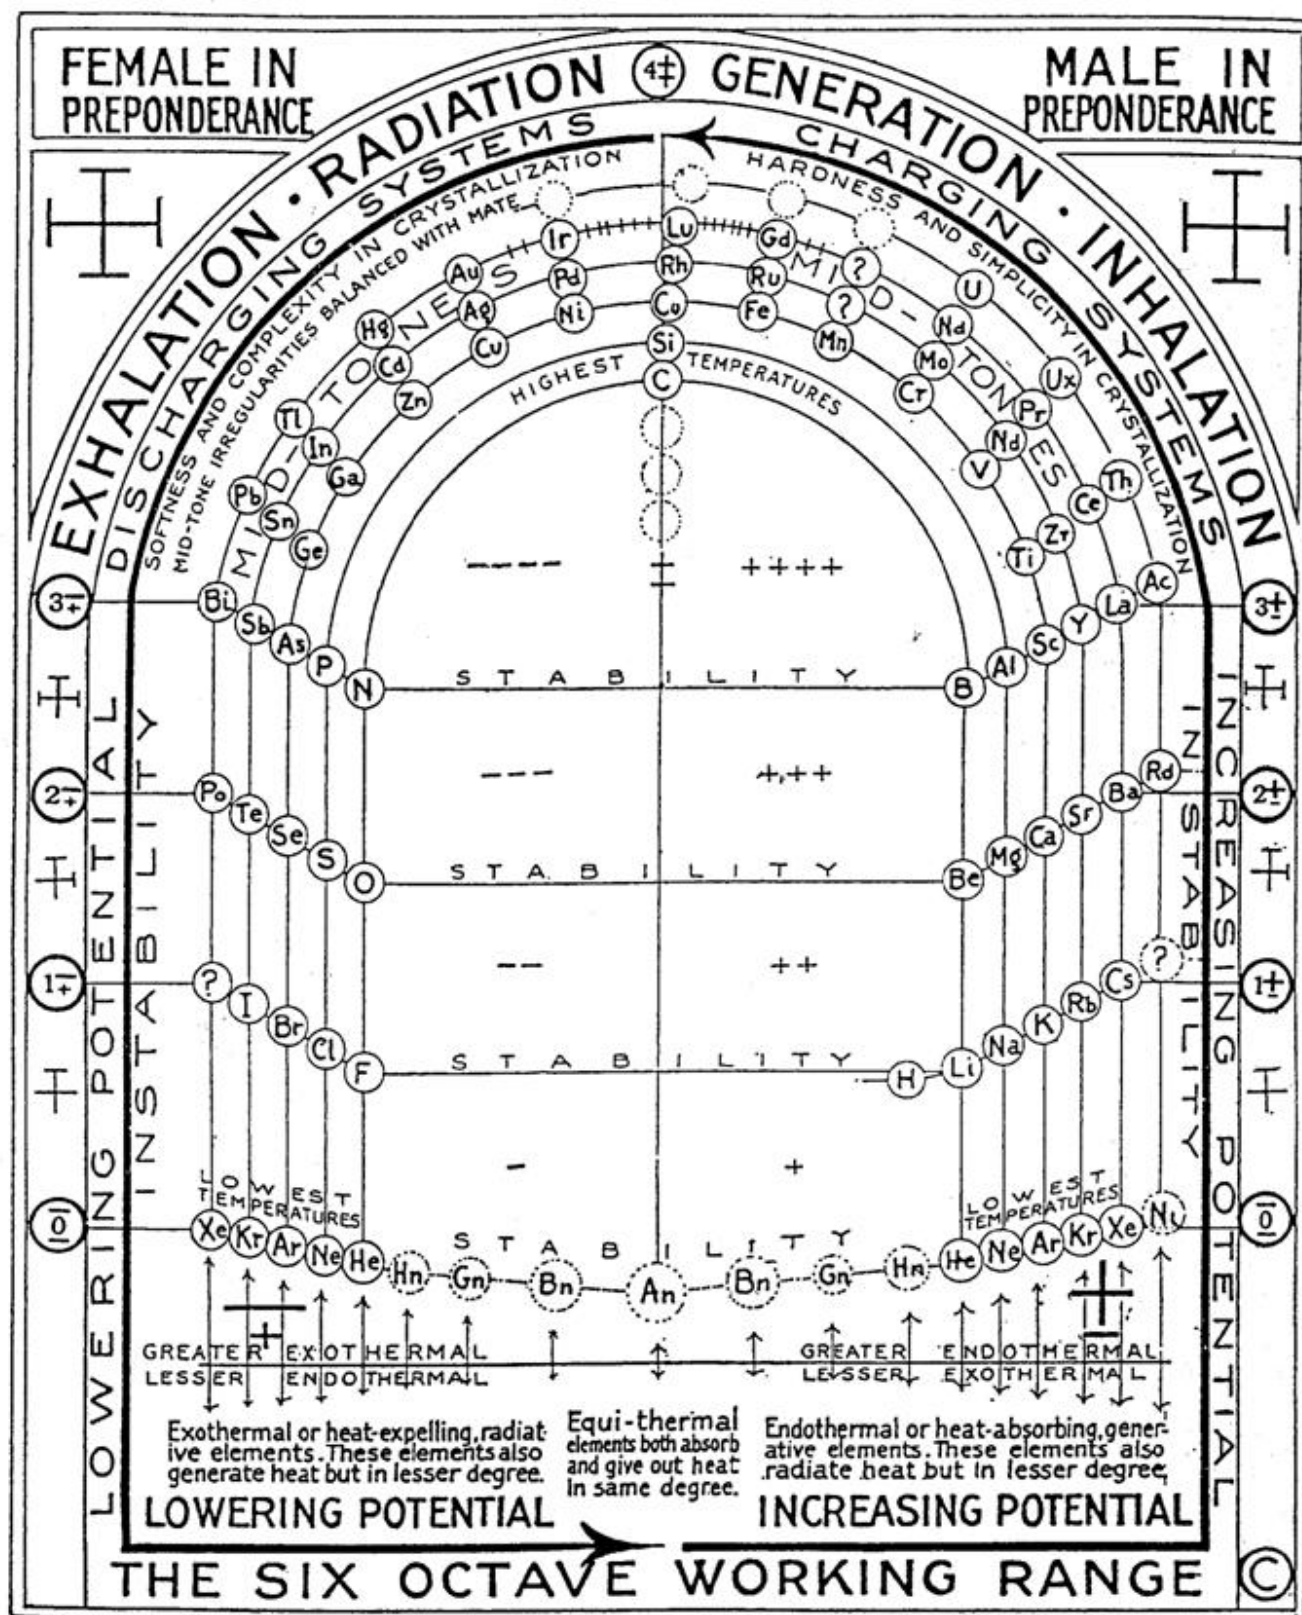 FEMALE IN
PREPONDERANCE
MALE IN
PREPONDERANCE
EXHALATION · RADIATION 4‡ GENERATION · INHALATION
DISCHARGING SYSTEMS
CHARGING SYSTEMS
SOFTNESS AND COMPLEXITY IN CRYSTALLIZATION
MID-TONE IRREGULARITIES BALANCED WITH MATE
HARDNESS AND SIMPLICITY IN CRYSTALLIZATION
MID-TONES
MID-TONES
Ir Lu Gd
Au Pd Rh Ru ?
Hg Ag Ni Co Fe ? Nd U
Cd Cu Si Mn Mo Ux
HIGHEST TEMPERATURES
Zn C Cr Pr
Tl In Nd Th
Ga V
Pb Sn Ce
Ge Ti Zr
---- ‡ ++++
3 Bi Sb As P N
B Al Sc Y La Ac 3
STABILITY
--- +++
2 Po Te Se S O
Be Mg Ca Sr Ba Rd 2
STABILITY
-- ++
1 ? I Br Cl F
H Li Na K Rb Cs ? 1
STABILITY
- +
LOWEST
TEMPERATURES
LOWEST
TEMPERATURES
STABILITY
0 Xe Kr Ar Ne He Hn Gn Bn An Bn Gn Hn He Ne Ar Kr Xe 0
LOWERING POTENTIAL
INSTABILITY
INSTABILITY
INCREASING POTENTIAL
GREATER EXOTHERMAL
LESSER ENDOTHERMAL
GREATER ENDOTHERMAL
LESSER EXOTHERMAL
Exothermal or heat-expelling, radiat-
ive elements. These elements also
generate heat but in lesser degree.
Equi-thermal
elements both absorb
and give out heat
in same degree.
Endothermal or heat-absorbing, gener-
ative elements. These elements also
radiate heat but in lesser degree,
LOWERING POTENTIAL
INCREASING POTENTIAL
THE SIX OCTAVE WORKING RANGE ©